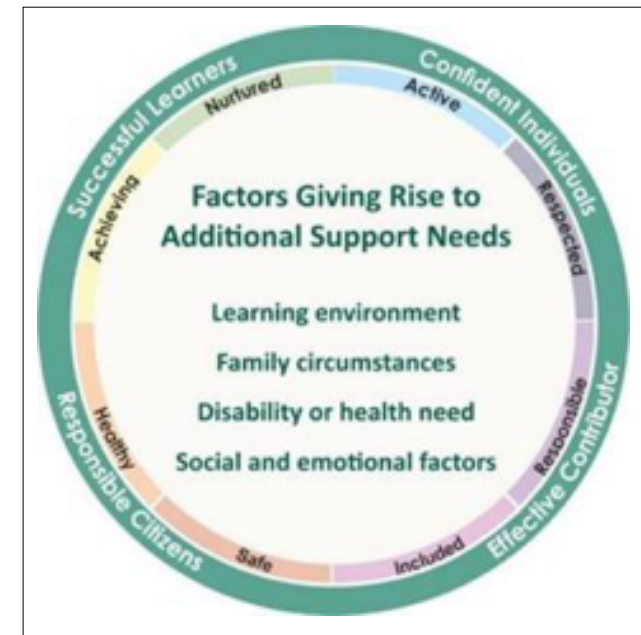 Successful Learners
Confident Individuals
Nurtured
Active
Achieving
Respected
Factors Giving Rise to
Additional Support Needs
Learning environment
Family circumstances
Disability or health need
Social and emotional factors
Healthy
Responsible
Responsible Citizens
Effective Contributor
Safe
Included